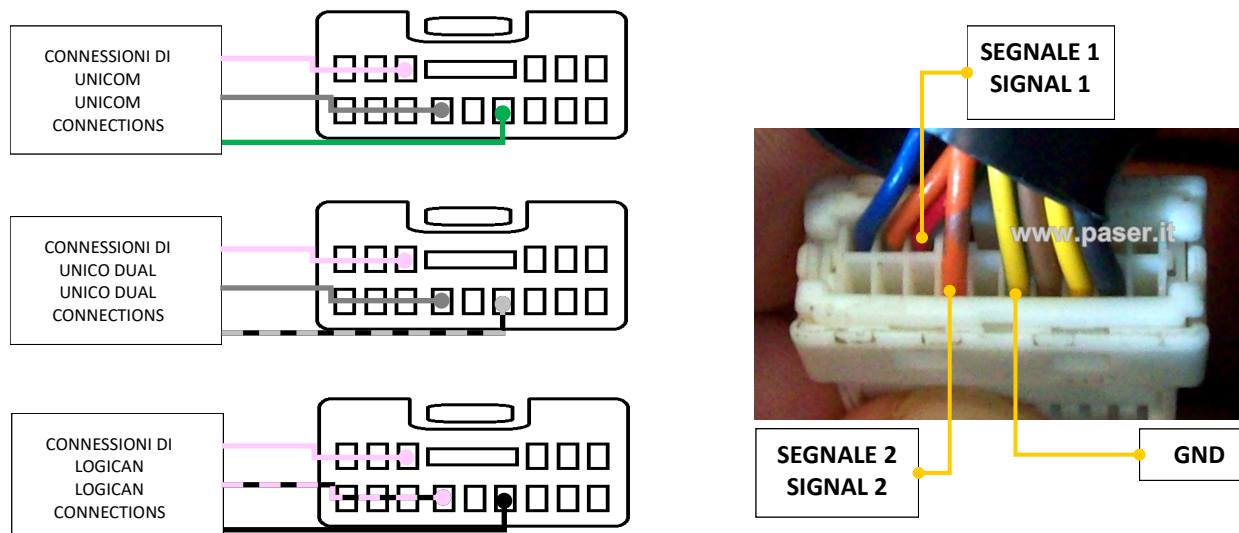 CONNESSIONI DI
UNICOM
UNICOM
CONNECTIONS
CONNESSIONI DI
UNICO DUAL
UNICO DUAL
CONNECTIONS
CONNESSIONI DI
LOGICAN
LOGICAN
CONNECTIONS
SEGNALE 1
SIGNAL 1
www.paser.it
SEGNALE 2
SIGNAL 2
GND